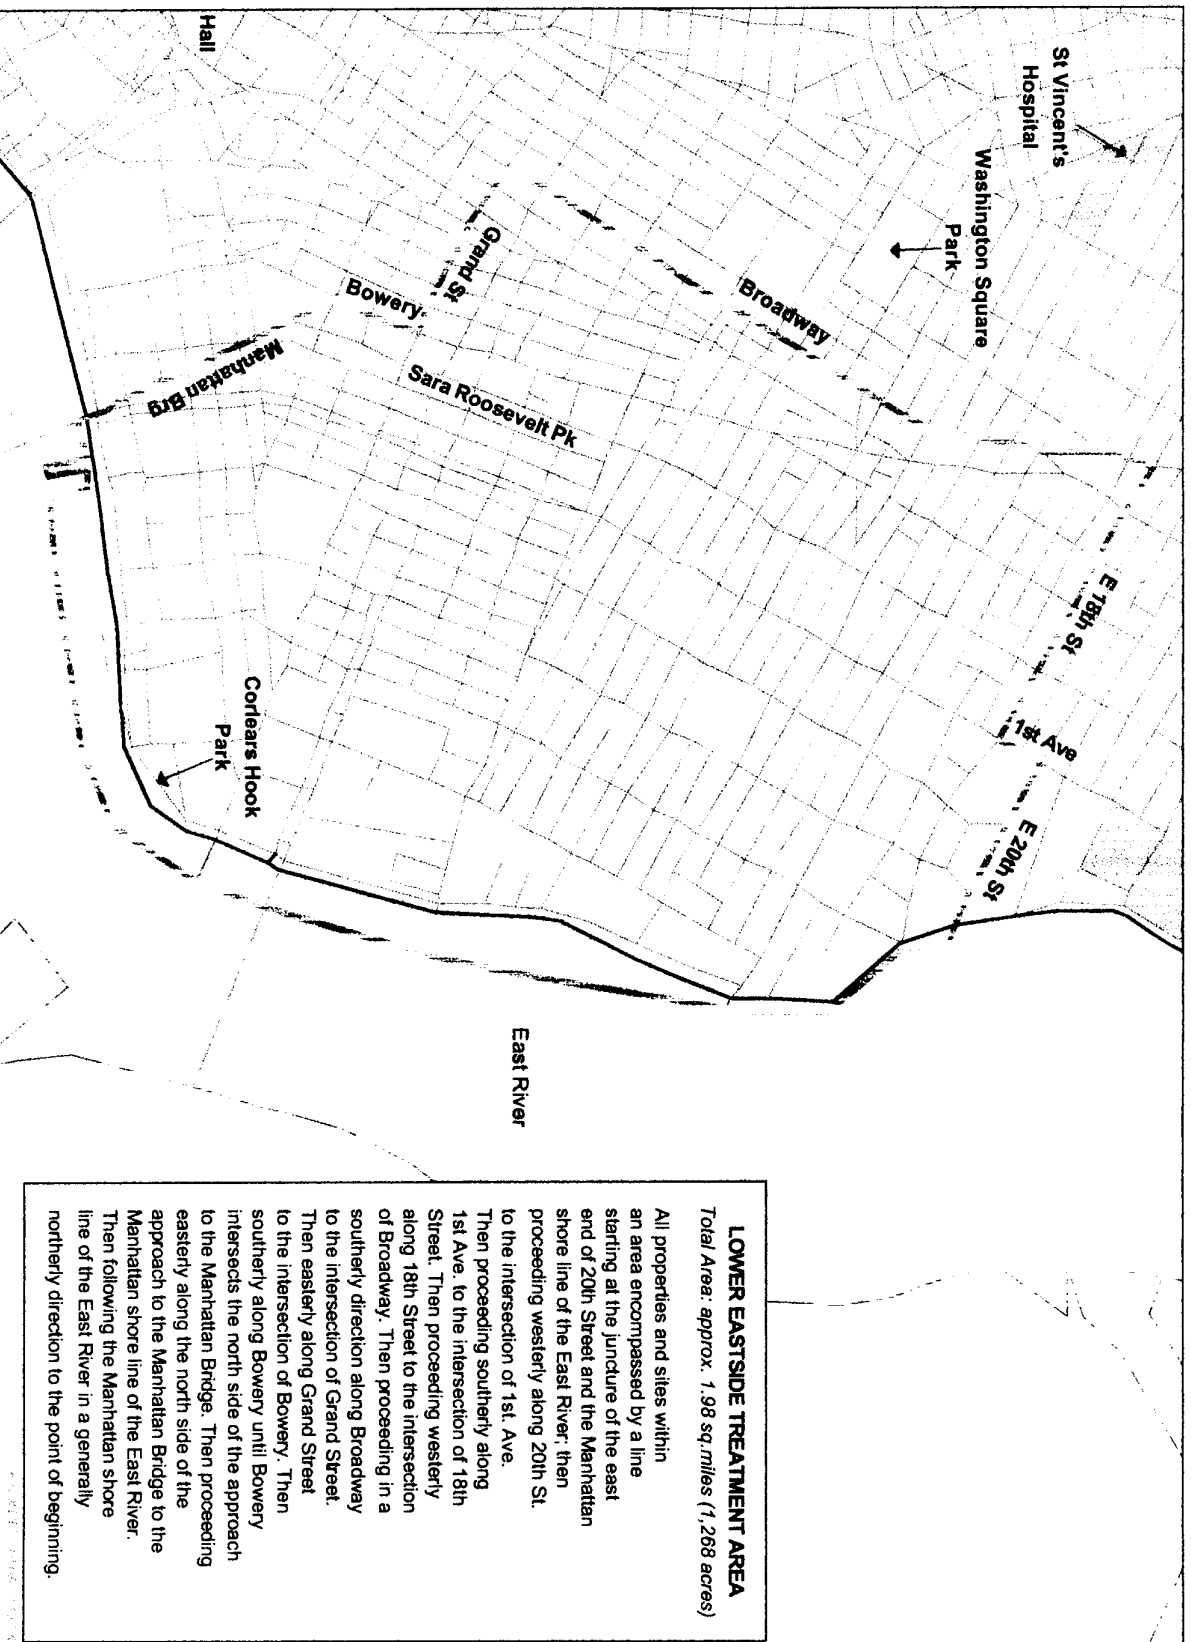 St Vincent's
Hospital
Washington Square
Park
Hall
Broadway
Grand St
Bowery
Sara Roosevelt Pk
Manhattan Brg
E 18th St
1st Ave
E 20th St
Corlears Hook
Park
East River
LOWER EASTSIDE TREATMENT AREA
Total Area: approx. 1.98 sq.miles (1,268 acres)
All properties and sites within
an area encompassed by a line
starting at the juncture of the east
end of 20th Street and the Manhattan
shore line of the East River; then
proceeding westerly along 20th St.
to the intersection of 1st. Ave.
Then proceeding southerly along
1st Ave. to the intersection of 18th
Street. Then proceeding westerly
along 18th Street to the intersection
of Broadway. Then proceeding in a
southerly direction along Broadway
to the intersection of Grand Street.
Then easterly along Grand Street
to the intersection of Bowery. Then
southerly along Bowery until Bowery
intersects the north side of the approach
to the Manhattan Bridge. Then proceeding
easterly along the north side of the
approach to the Manhattan Bridge to the
Manhattan shore line of the East River.
Then following the Manhattan shore
line of the East River in a generally
northerly direction to the point of beginning.